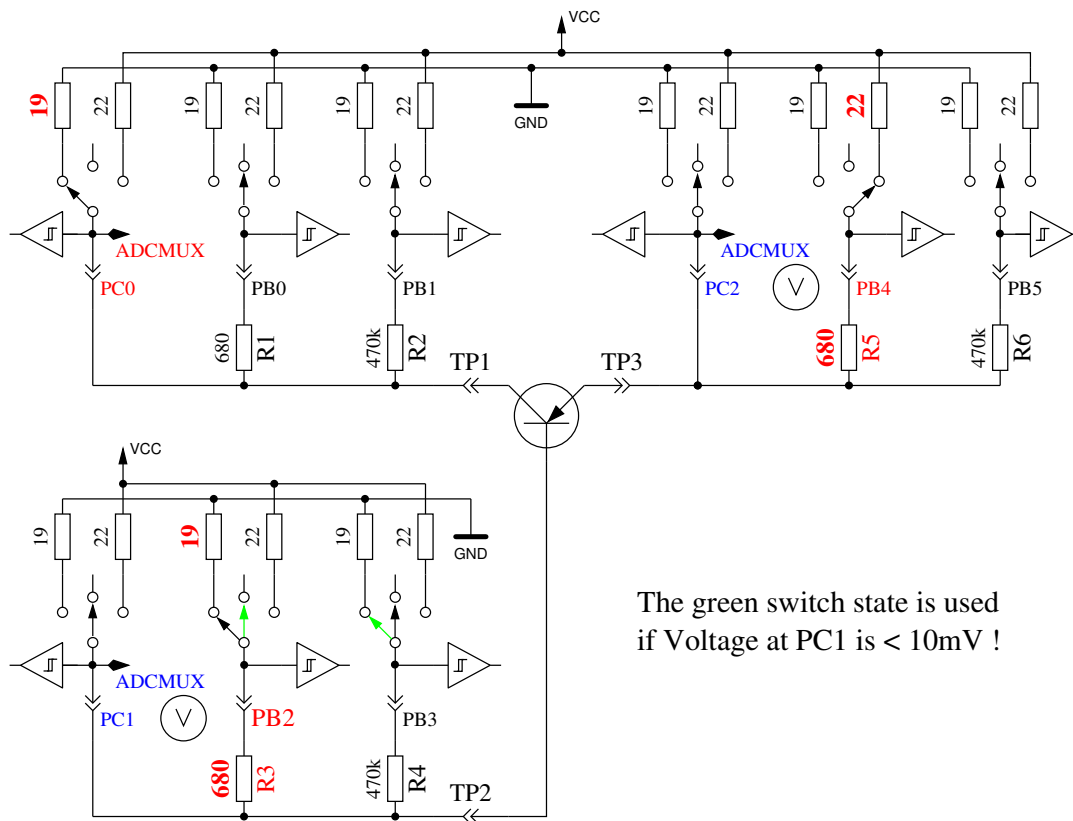 VCC
19 22 19 22 19 22 GND 19 22 19 22 19 22
ADCMUX ADCMUX
PC0 PB0 PB1 PC2 V PB4 PB5
680 R1 470k R2 680 R5 470k R6
TP1 TP3
VCC
19 22 19 22 19 22 GND
The green switch state is used
if Voltage at PC1 is < 10mV !
ADCMUX
PC1 V PB2 PB3
680 R3 470k R4
TP2